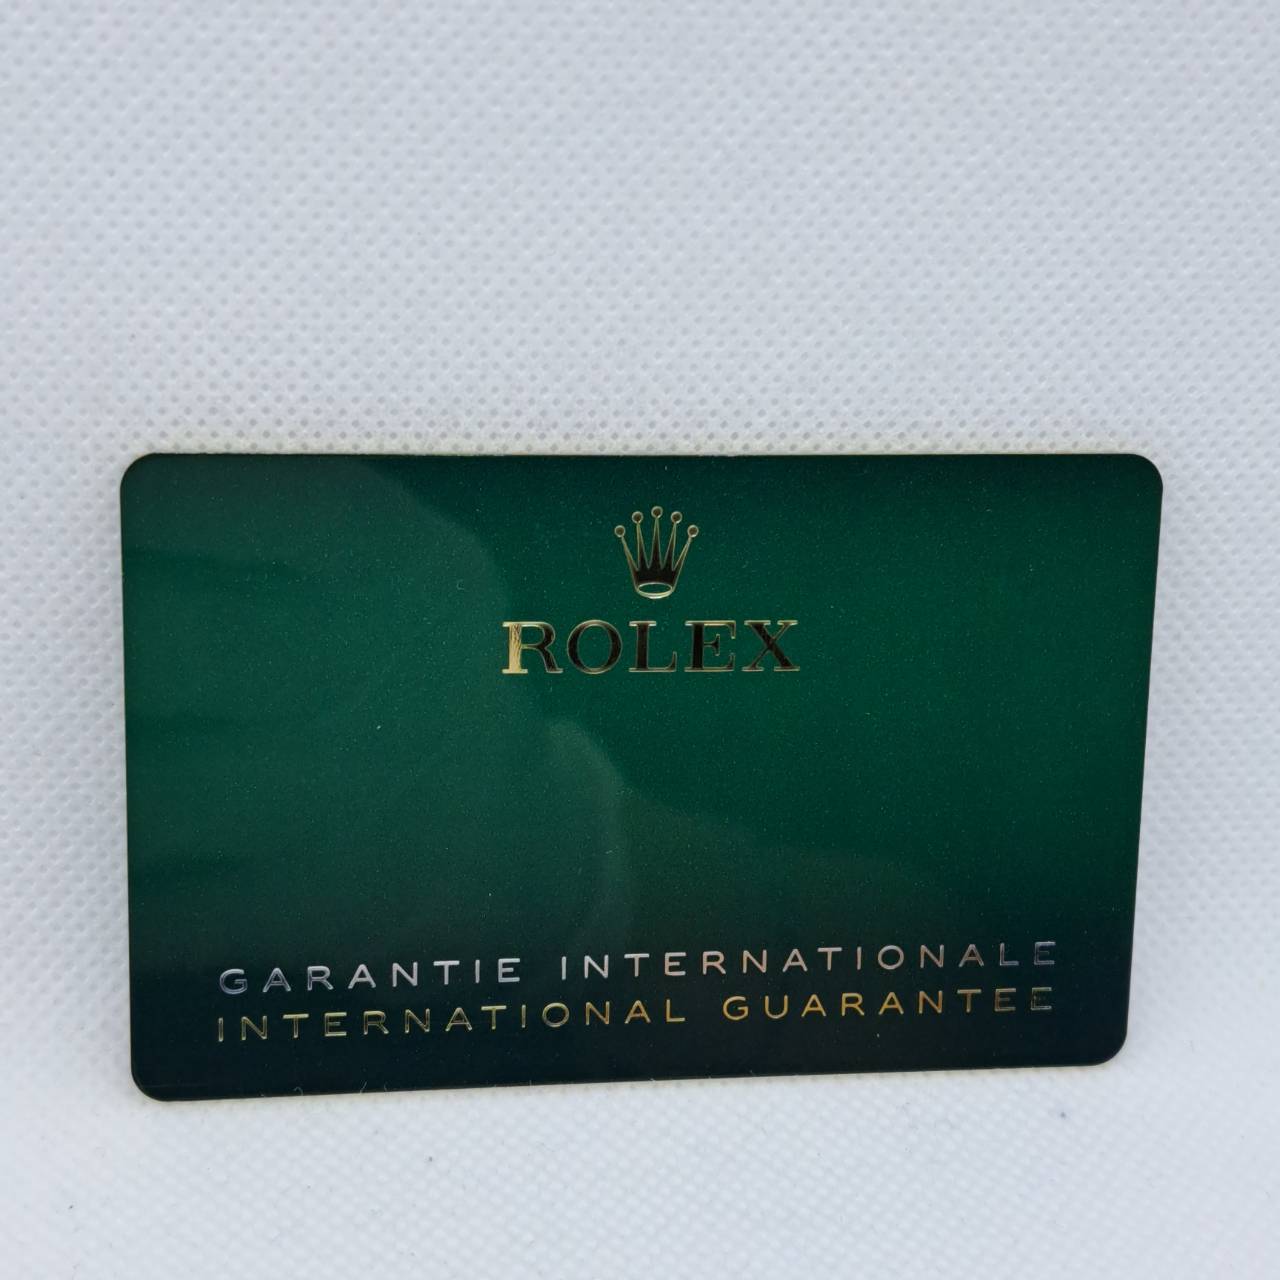 ROLEX
GARANTIE INTERNATIONALE
INTERNATIONAL GUARANTEE